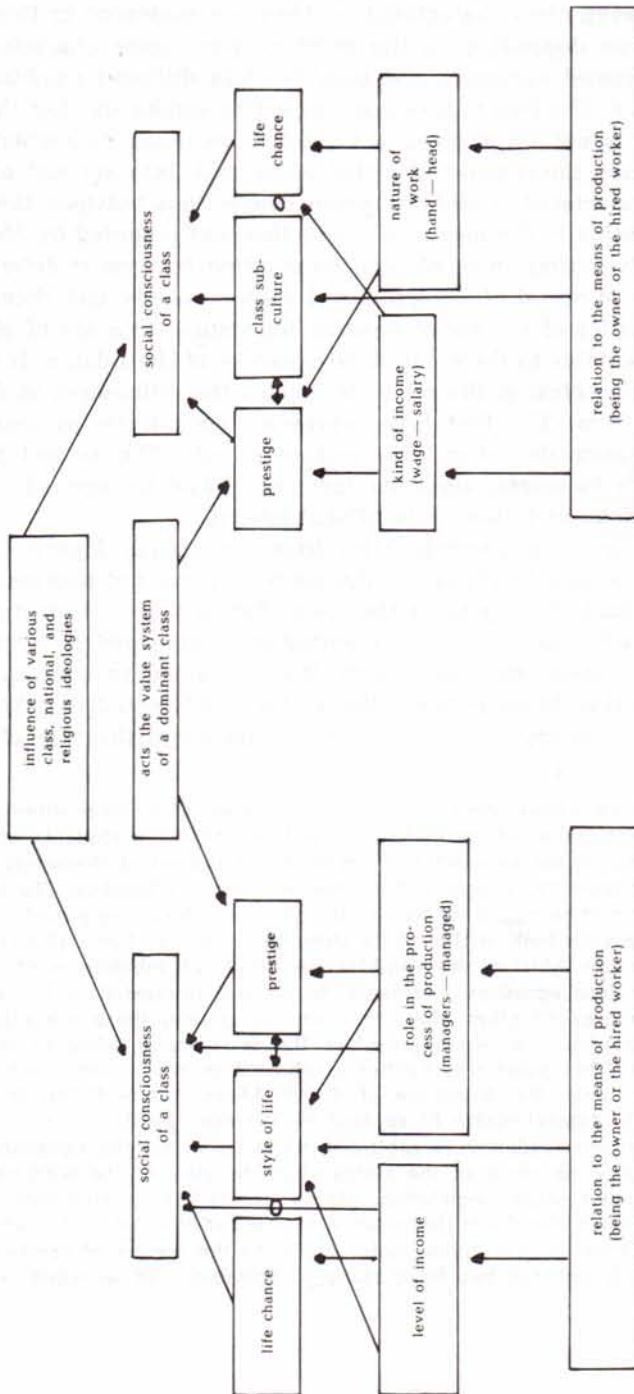 influence of various
class, national, and
religious ideologies
social consciousness
of a class
acts the value system
of a dominant class
social consciousness
of a class
life chance
style of life
prestige
prestige
class sub-
culture
life
chance
level of income
role in the pro-
cess of production
(managers — managed)
kind of income
(wage — salary)
nature of
work
(hand — head)
relation to the means of production
(being the owner or the hired worker)
relation to the means of production
(being the owner or the hired worker)